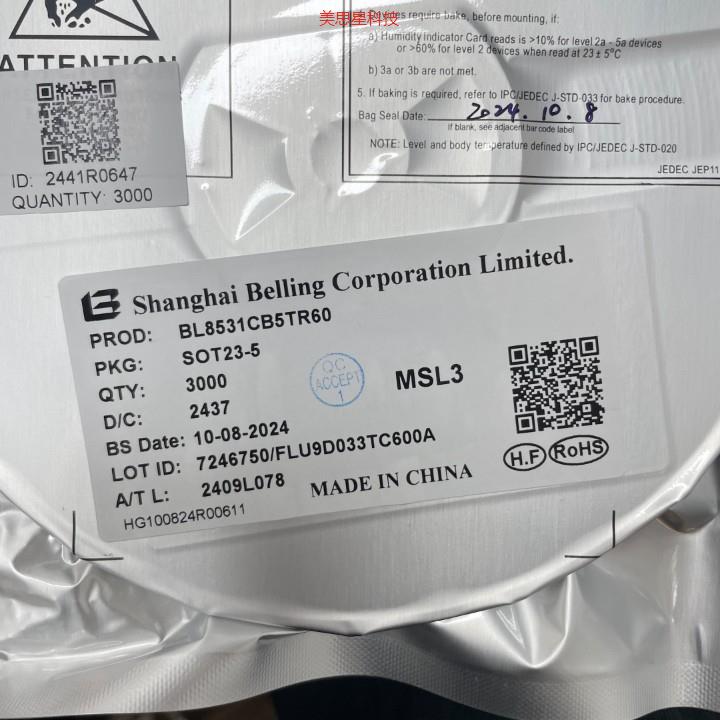 美思星科技
ATTENTION
ID: 2441R0647
QUANTITY: 3000
require bake, before mounting, if:
a) Humidity Indicator Card reads is >10% for level 2a - 5a devices
or >60% for level 2 devices when read at 23 ± 5°C
b) 3a or 3b are not met.
5. If baking is required, refer to IPC/JEDEC J-STD-033 for bake procedure.
Bag Seal Date: 2024.10.8
If blank, see adjacent bar code label
NOTE: Level and body temperature defined by IPC/JEDEC J-STD-020
JEDEC JEP11
Shanghai Belling Corporation Limited.
PROD: BL8531CB5TR60
PKG: SOT23-5
QTY: 3000
D/C: 2437
BS Date: 10-08-2024
LOT ID: 7246750/FLU9D033TC600A
A/T L: 2409L078
HG100824R00611
QC
ACCEPT
1
MSL3
MADE IN CHINA
H.F RoHS